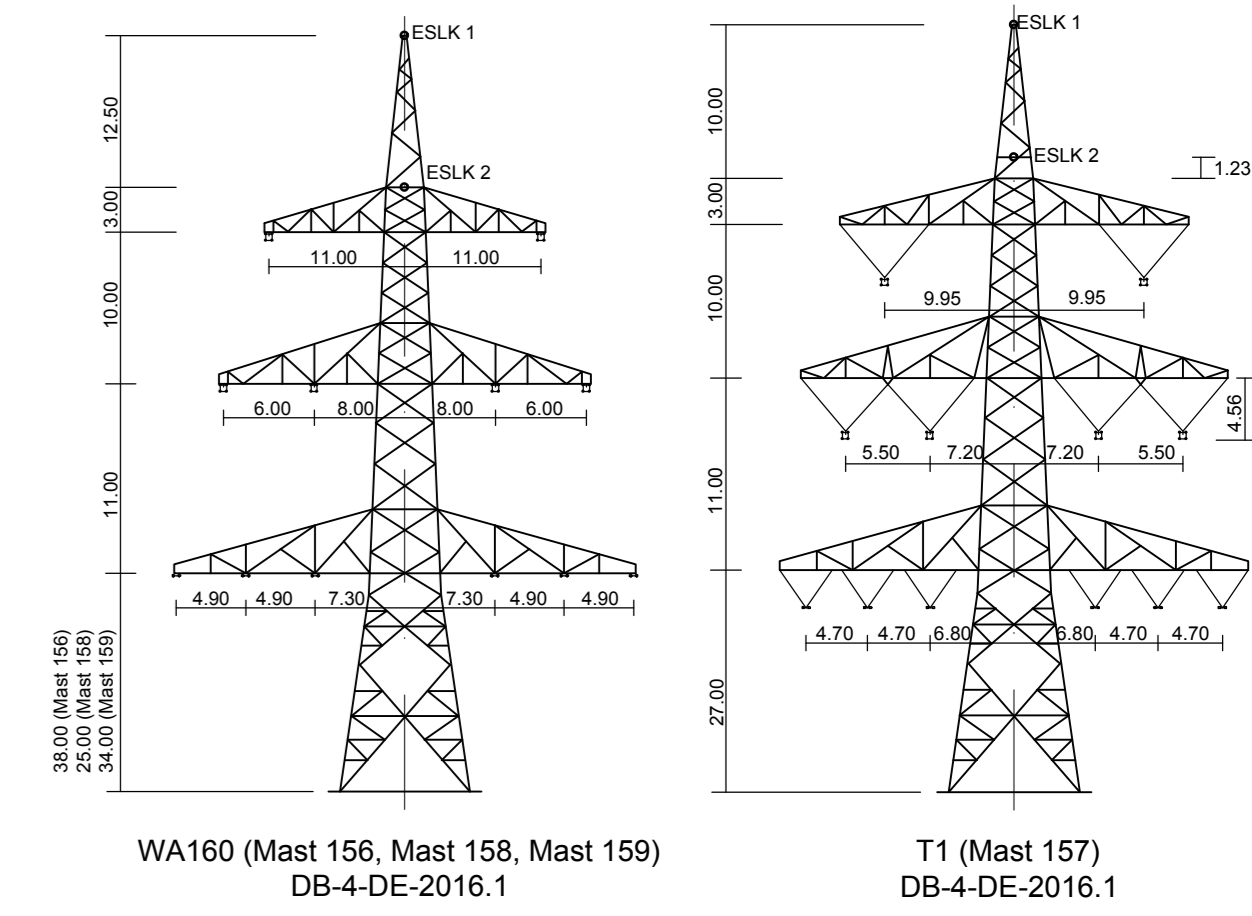 ESLK 1
12.50
ESLK 2
3.00
11.00 11.00
10.00
6.00 8.00 8.00 6.00
11.00
4.90 4.90 7.30 7.30 4.90 4.90
38.00 (Mast 156)
25.00 (Mast 158)
34.00 (Mast 159)
WA160 (Mast 156, Mast 158, Mast 159)
DB-4-DE-2016.1
ESLK 1
10.00
ESLK 2
1.23
3.00
9.95 9.95
10.00
4.56
5.50 7.20 7.20 5.50
11.00
4.70 4.70 6.80 6.80 4.70 4.70
27.00
T1 (Mast 157)
DB-4-DE-2016.1